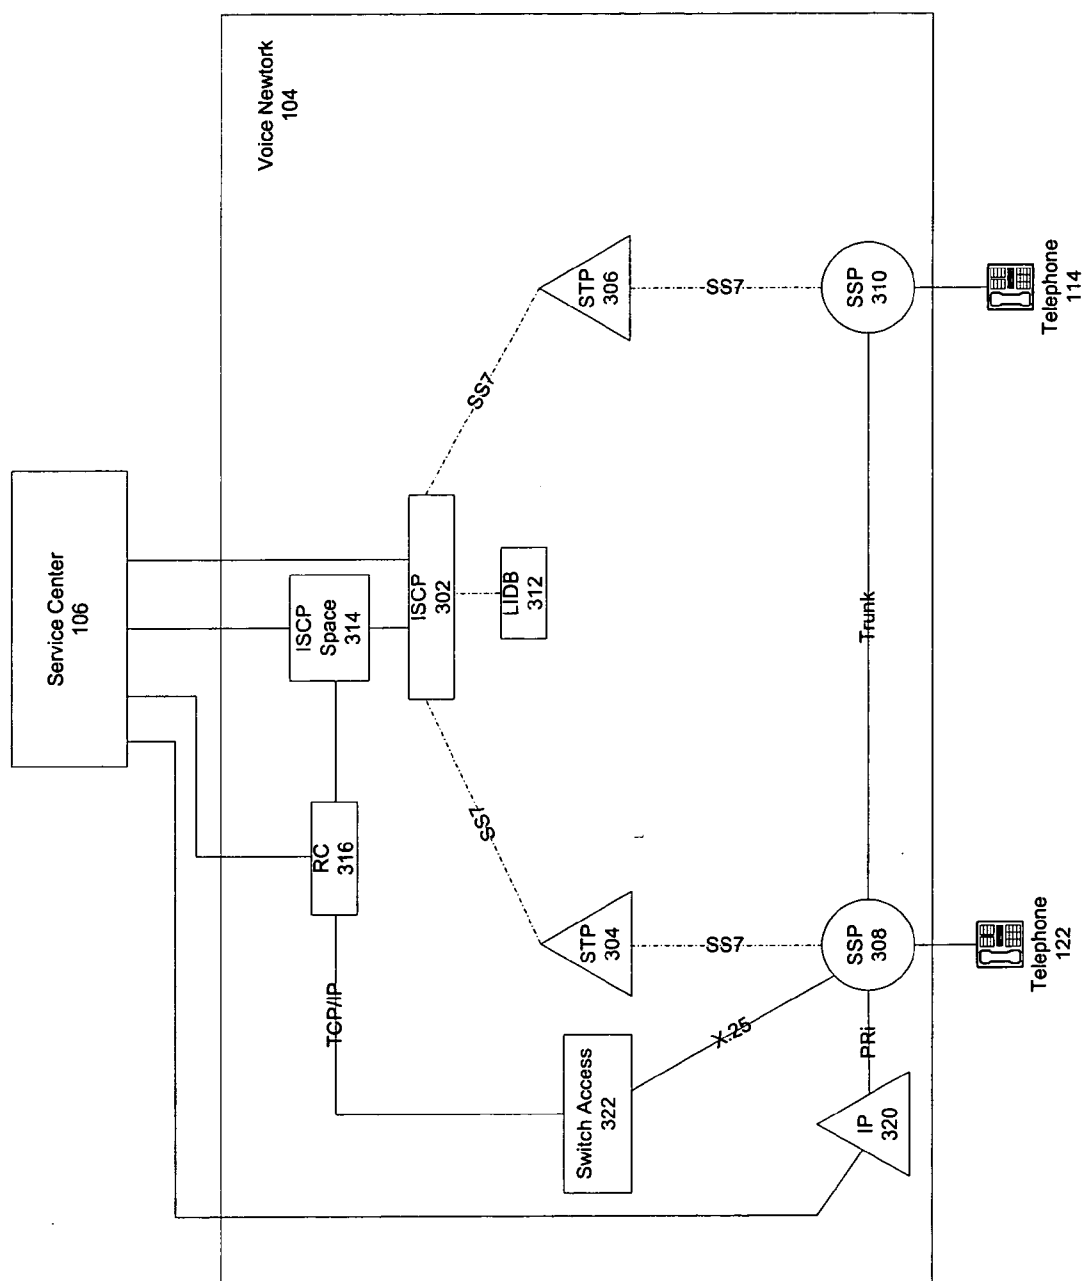 Service Center
106
Voice Newtork
104
ISCP
Space
314
RC
316
ISCP
302
LIDB
312
TCP/IP
SS7
SS7
STP
304
STP
306
Switch Access
322
X.25
SS7
SS7
IP
320
PRi
SSP
308
Trunk
SSP
310
Telephone
122
Telephone
114